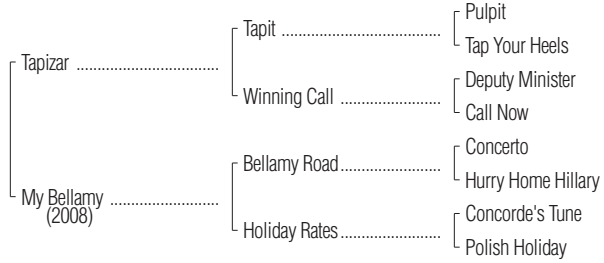 Pulpit
Tapit ........................................
Tap Your Heels
Tapizar ....................................
Deputy Minister
Winning Call .........................
Call Now
Concerto
Bellamy Road.........................
Hurry Home Hillary
My Bellamy ...........................
(2008)
Concorde's Tune
Holiday Rates.........................
Polish Holiday